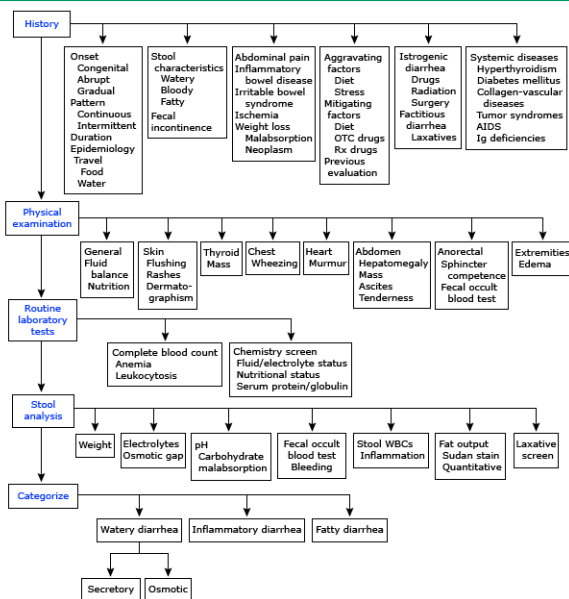 History
Onset
Congenital
Abrupt
Gradual
Pattern
Continuous
Intermittent
Duration
Epidemiology
Travel
Food
Water
Stool
characteristics
Watery
Bloody
Fatty
Fecal
incontinence
Abdominal pain
Inflammatory
bowel disease
Irritable bowel
syndrome
Ischemia
Weight loss
Malabsorption
Neoplasm
Aggravating
factors
Diet
Stress
Mitigating
factors
Diet
OTC drugs
Rx drugs
Previous
evaluation
Istrogenic
diarrhea
Drugs
Radiation
Surgery
Factitious
diarrhea
Laxatives
Systemic diseases
Hyperthyroidism
Diabetes mellitus
Collagen-vascular
diseases
Tumor syndromes
AIDS
Ig deficiencies
Physical
examination
General
Fluid
balance
Nutrition
Skin
Flushing
Rashes
Dermato-
graphism
Thyroid
Mass
Chest
Wheezing
Heart
Murmur
Abdomen
Hepatomegaly
Mass
Ascites
Tenderness
Anorectal
Sphincter
competence
Fecal occult
blood test
Extremities
Edema
Routine
laboratory
tests
Complete blood count
Anemia
Leukocytosis
Chemistry screen
Fluid/electrolyte status
Nutritional status
Serum protein/globulin
Stool
analysis
Weight
Electrolytes
Osmotic gap
pH
Carbohydrate
malabsorption
Fecal occult
blood test
Bleeding
Stool WBCs
Inflammation
Fat output
Sudan stain
Quantitative
Laxative
screen
Categorize
Watery diarrhea
Inflammatory diarrhea
Fatty diarrhea
Secretory
Osmotic